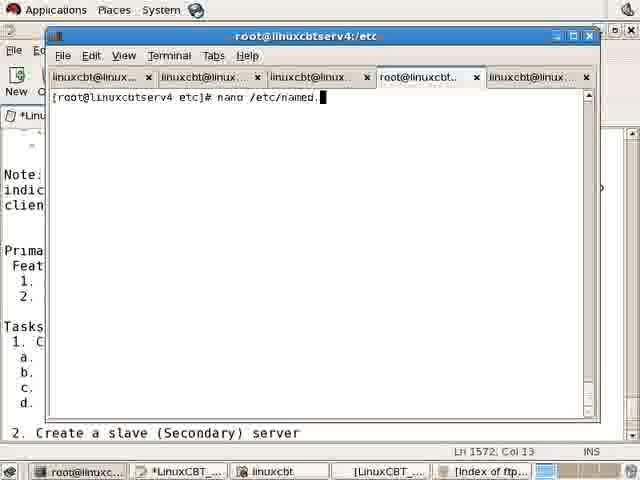 Applications Places System
root@linuxcbtserv4:/etc
File Edit View Terminal Tabs Help
linuxcbt@linux... linuxcbt@linux... linuxcbt@linux... root@linuxcbt.. linuxcbt@linux...
[root@linuxcbtserv4 etc]# nano /etc/named.
File
New
*Linu
Note:
indic
clien
Prima
Feat
1.
2.
Tasks
1. C
a.
b.
c.
d.
2. Create a slave (Secondary) server
Ln 1572, Col 13 INS
root@linuxc... *LinuxCBT_... linuxcbt [LinuxCBT_... [Index of ftp...